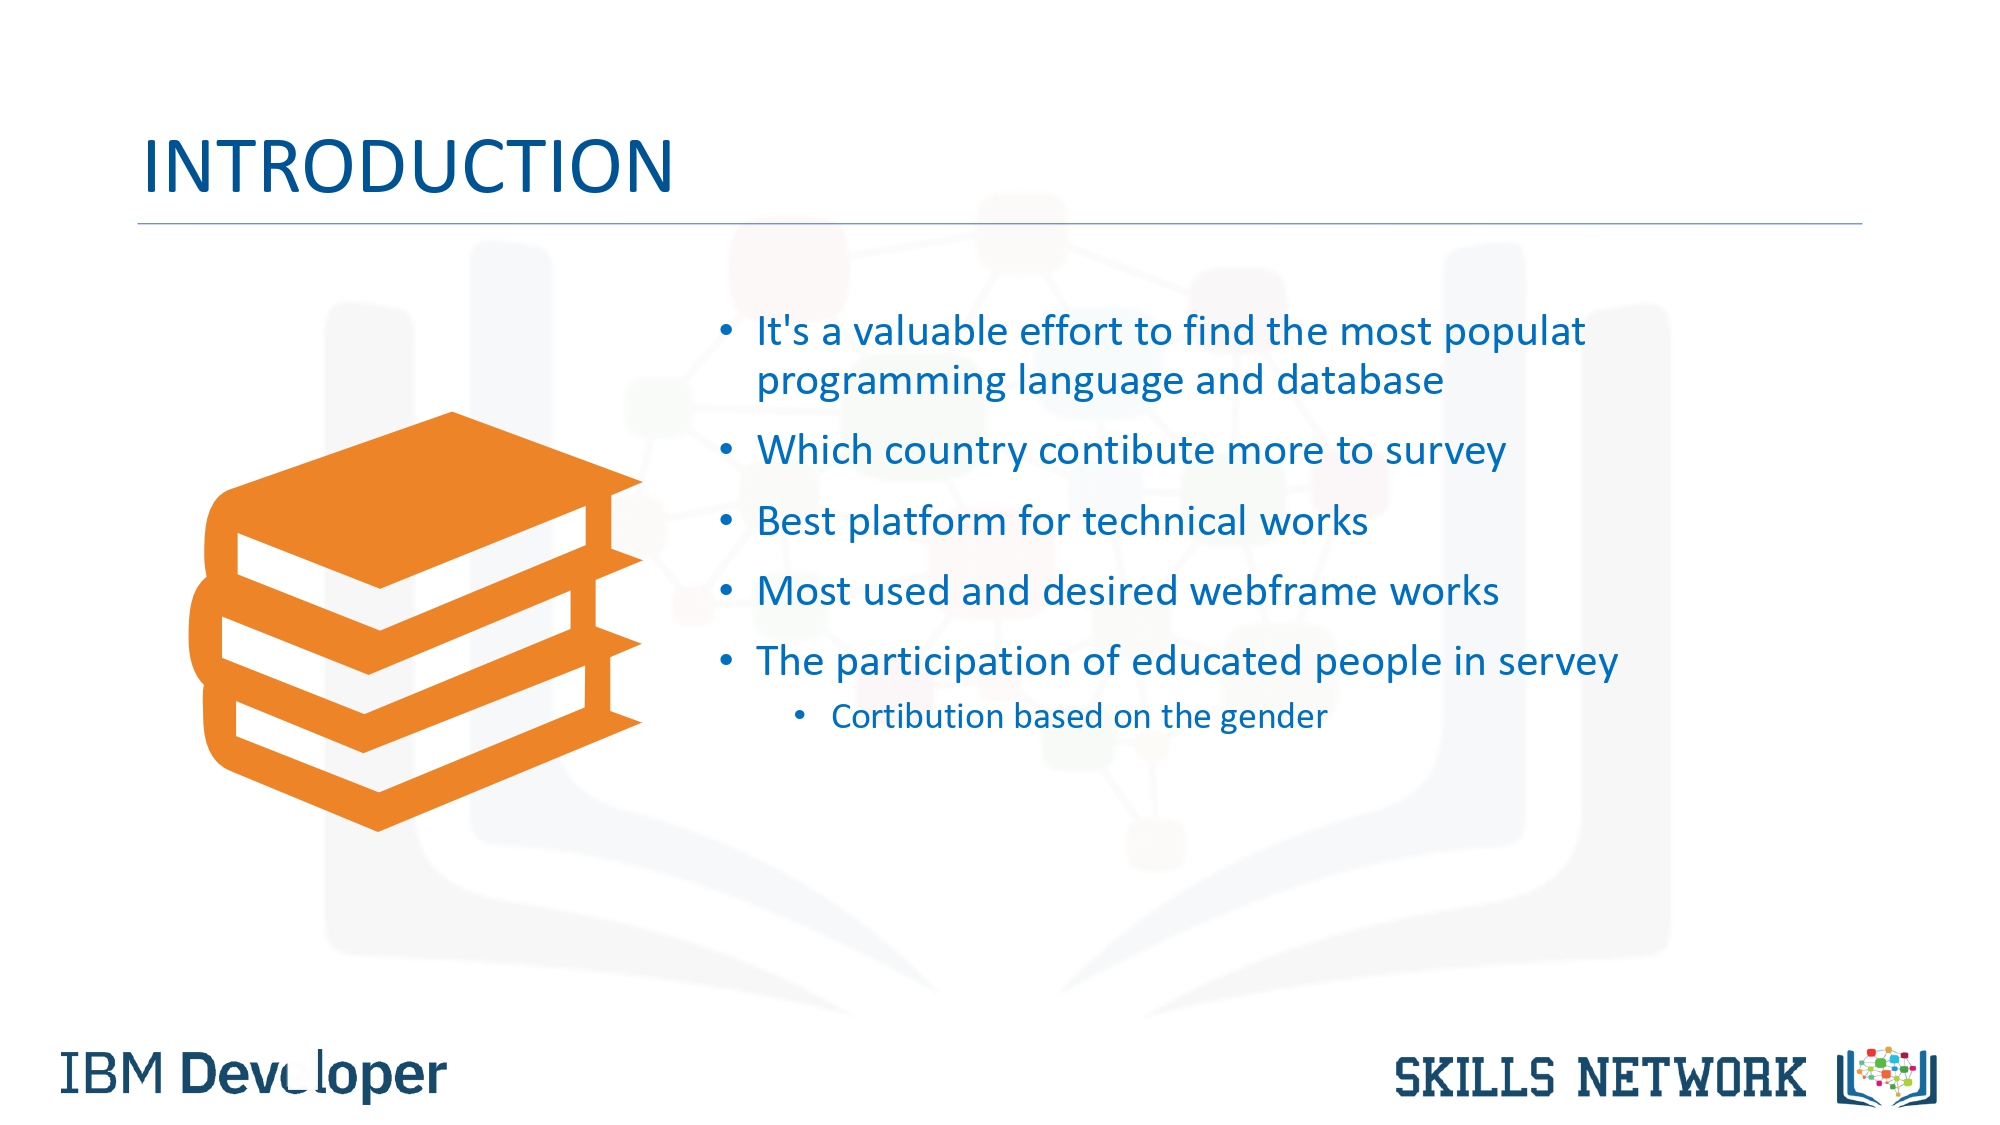 INTRODUCTION
• It's a valuable effort to find the most populat
programming language and database
• Which country contibute more to survey
• Best platform for technical works
• Most used and desired webframe works
• The participation of educated people in servey
• Cortibution based on the gender
IBM Developer
SKILLS NETWORK